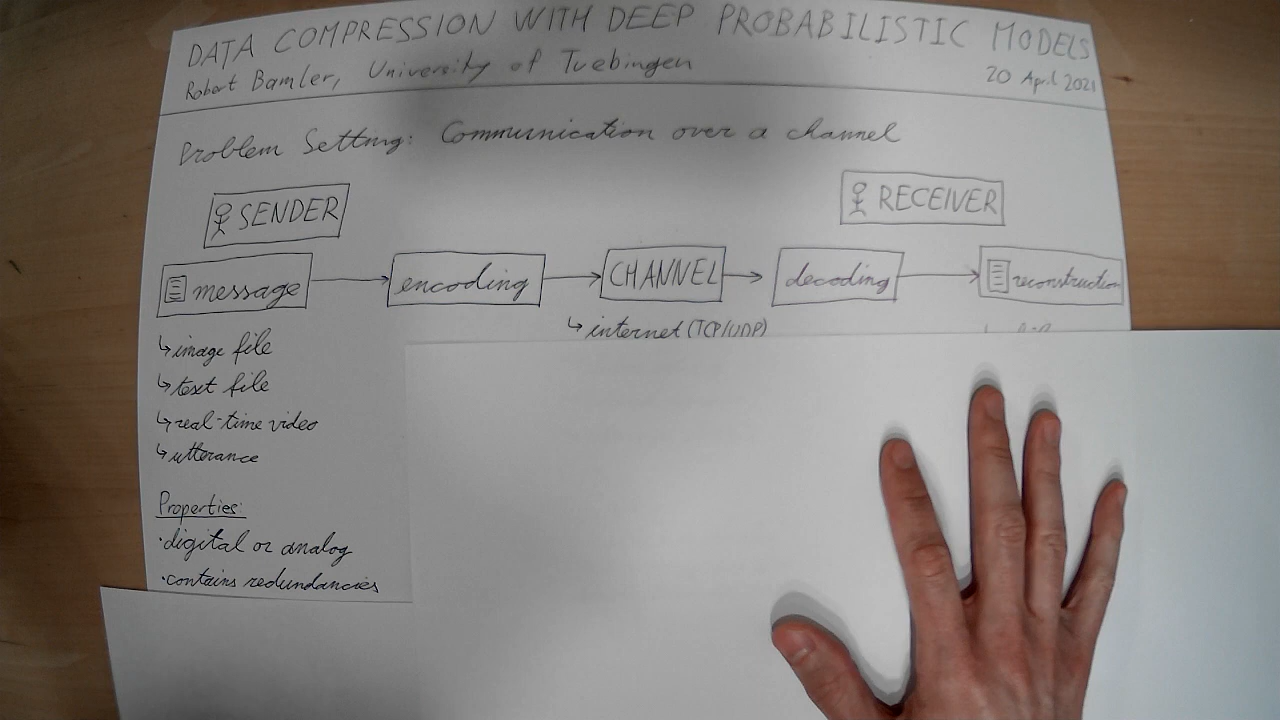 DATA COMPRESSION WITH DEEP PROBABILISTIC MODELS
Robert Bamler, University of Tuebingen
20 April 2021
Problem Setting: Communication over a channel
SENDER
RECEIVER
message
encoding
CHANNEL
decoding
reconstruction
↳ internet (TCP/UDP)
↳ image file
↳ text file
↳ real-time video
↳ utterance
Properties:
· digital or analog
· contains redundancies